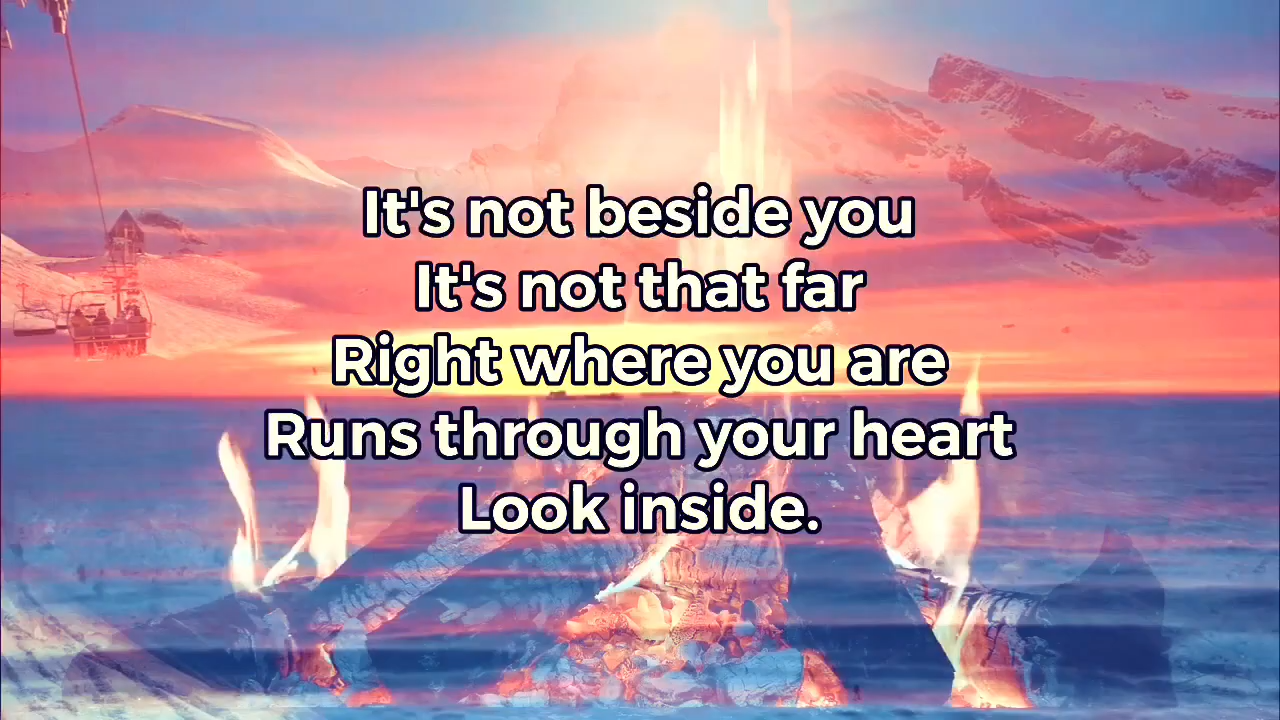 It's not beside you
It's not that far
Right where you are
Runs through your heart
Look inside.